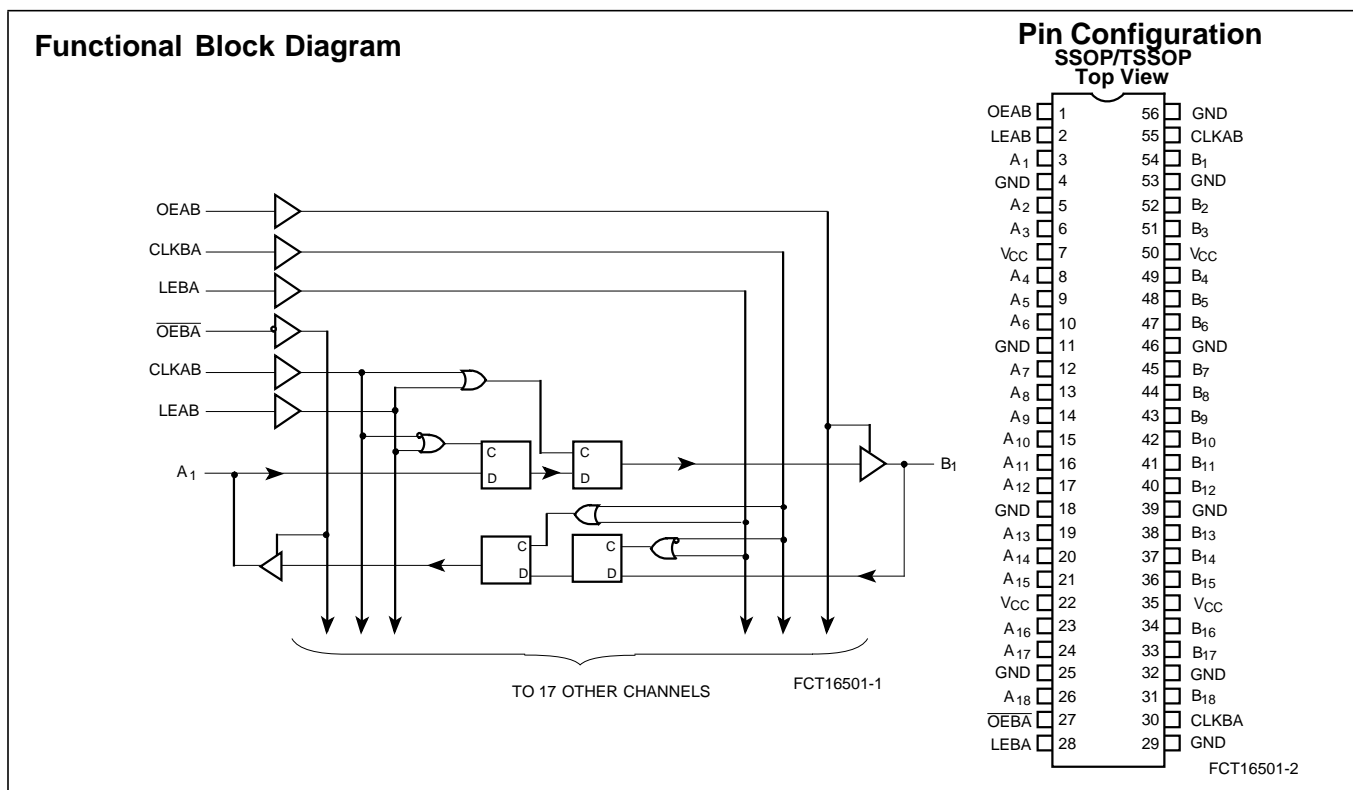 Functional Block Diagram
OEAB
CLKBA
LEBA
OEBA
CLKAB
LEAB
A1
C
D
C
D
B1
C
D
C
D
TO 17 OTHER CHANNELS
FCT16501-1
Pin Configuration
SSOP/TSSOP
Top View
OEAB 1 56 GND
LEAB 2 55 CLKAB
A1 3 54 B1
GND 4 53 GND
A2 5 52 B2
A3 6 51 B3
VCC 7 50 VCC
A4 8 49 B4
A5 9 48 B5
A6 10 47 B6
GND 11 46 GND
A7 12 45 B7
A8 13 44 B8
A9 14 43 B9
A10 15 42 B10
A11 16 41 B11
A12 17 40 B12
GND 18 39 GND
A13 19 38 B13
A14 20 37 B14
A15 21 36 B15
VCC 22 35 VCC
A16 23 34 B16
A17 24 33 B17
GND 25 32 GND
A18 26 31 B18
OEBA 27 30 CLKBA
LEBA 28 29 GND
FCT16501-2